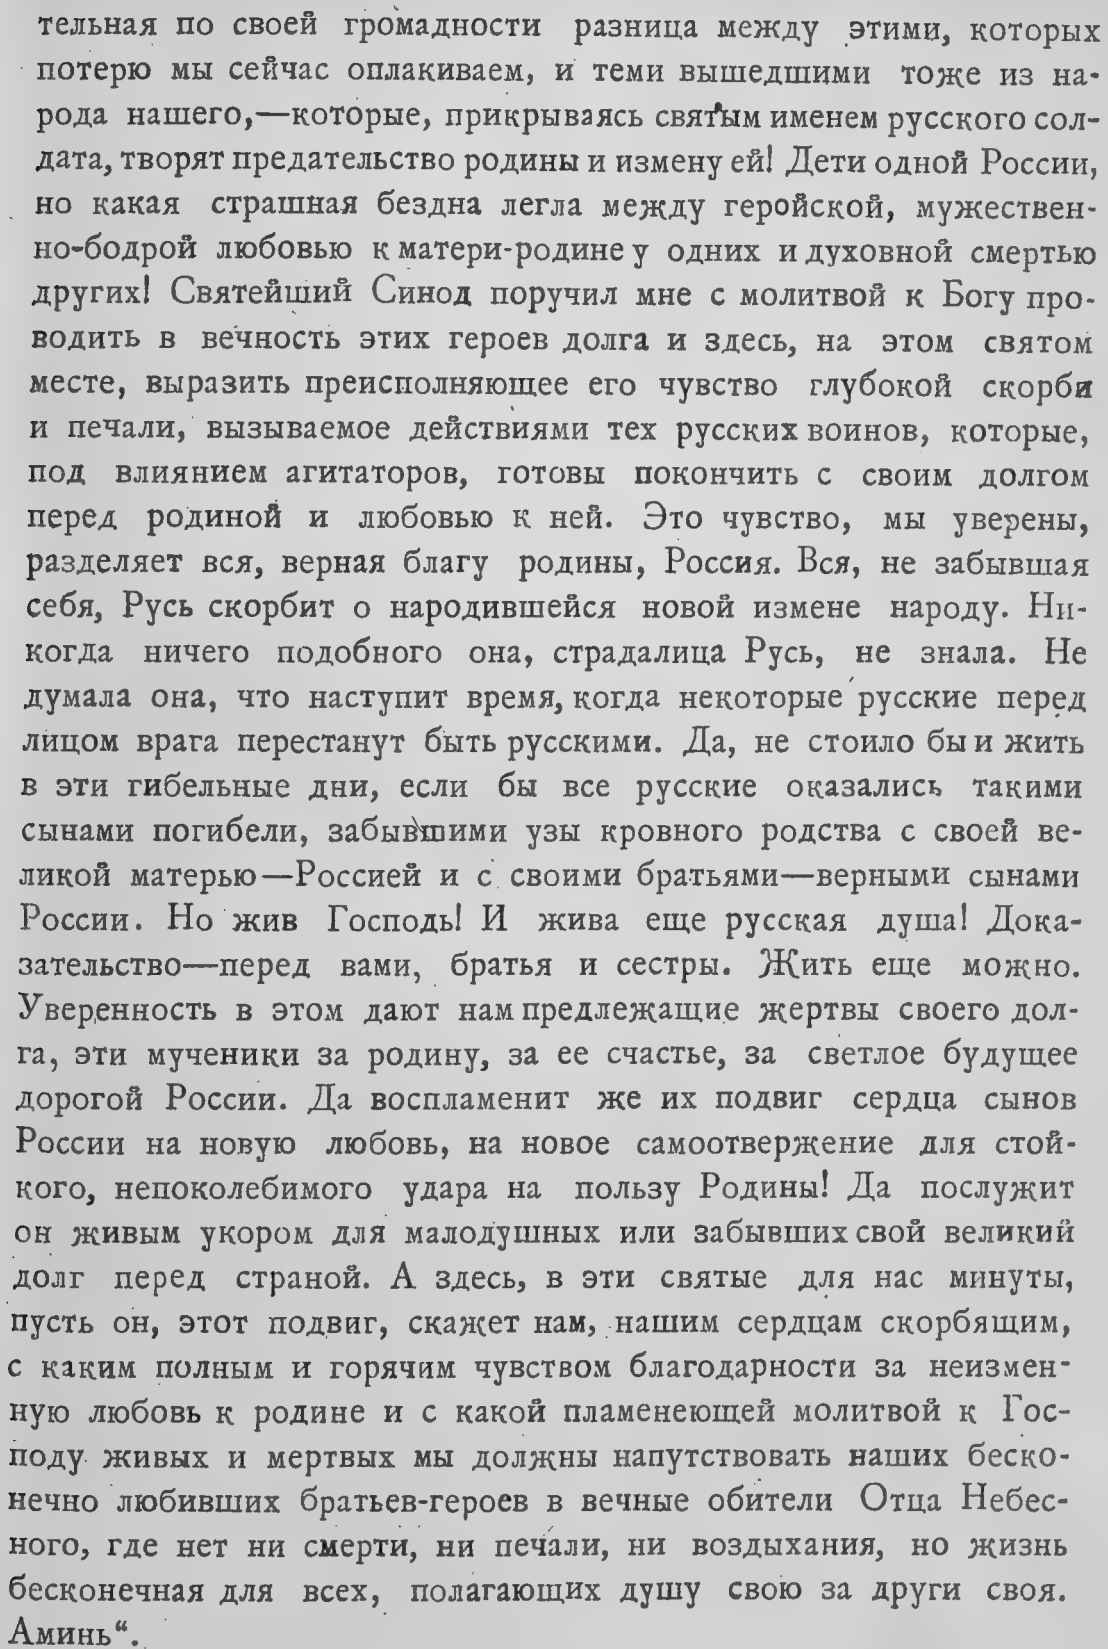 тельная по своей громадности разница между этими, которых
потерю мы сейчас оплакиваем, и теми вышедшими тоже из на-
рода нашего,—которые, прикрываясь святым именем русского сол-
дата, творят предательство родины и измену ей! Дети одной России,
но какая страшная бездна легла между геройской, мужествен-
но-бодрой любовью к матери-родине у одних и духовной смертью
других! Святейший Синод поручил мне с молитвой к Богу про-
водить в вечность этих героев долга и здесь, на этом святом
месте, выразить преисполняющее его чувство глубокой скорби
и печали, вызываемое действиями тех русских воинов, которые,
под влиянием агитаторов, готовы покончить с своим долгом
перед родиной и любовью к ней. Это чувство, мы уверены,
разделяет вся, верная благу родины, Россия. Вся, не забывшая
себя, Русь скорбит о народившейся новой измене народу. Ни-
когда ничего подобного она, страдалица Русь, не знала. Не
думала она, что наступит время, когда некоторые русские перед
лицом врага перестанут быть русскими. Да, не стоило бы и жить
в эти гибельные дни, если бы все русские оказались такими
сынами погибели, забывшими узы кровного родства с своей ве-
ликой матерью—Россией и с своими братьями—верными сынами
России. Но жив Господь! И жива еще русская душа! Дока-
зательство—перед вами, братья и сестры. Жить еще можно.
Уверенность в этом дают нам предлежащие жертвы своего дол-
га, эти мученики за родину, за ее счастье, за светлое будущее
дорогой России. Да воспламенит же их подвиг сердца сынов
России на новую любовь, на новое самоотвержение для стой-
кого, непоколебимого удара на пользу Родины! Да послужит
он живым укором для малодушных или забывших свой великий
долг перед страной. А здесь, в эти святые для нас минуты,
пусть он, этот подвиг, скажет нам, нашим сердцам скорбящим,
с каким полным и горячим чувством благодарности за неизмен-
ную любовь к родине и с какой пламенеющей молитвой к Гос-
поду живых и мертвых мы должны напутствовать наших беско-
нечно любивших братьев-героев в вечные обители Отца Небес-
ного, где нет ни смерти, ни печали, ни воздыхания, но жизнь
бесконечная для всех, полагающих душу свою за други своя.
Аминь“.